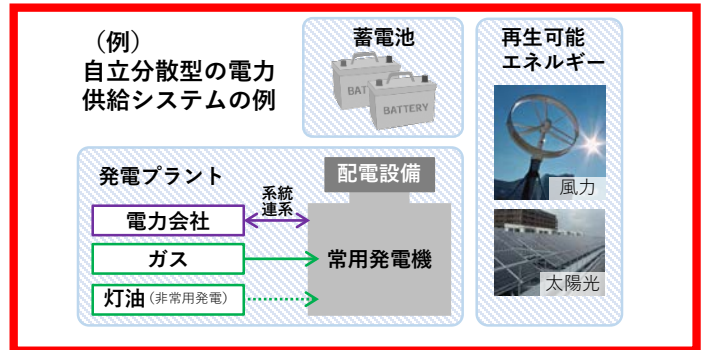 （例）
自立分散型の電力
供給システムの例
蓄電池
BATTERY
BATTERY
再生可能
エネルギー
風力
太陽光
発電プラント
系統
連系
配電設備
電力会社
ガス
灯油（非常用発電）
常用発電機